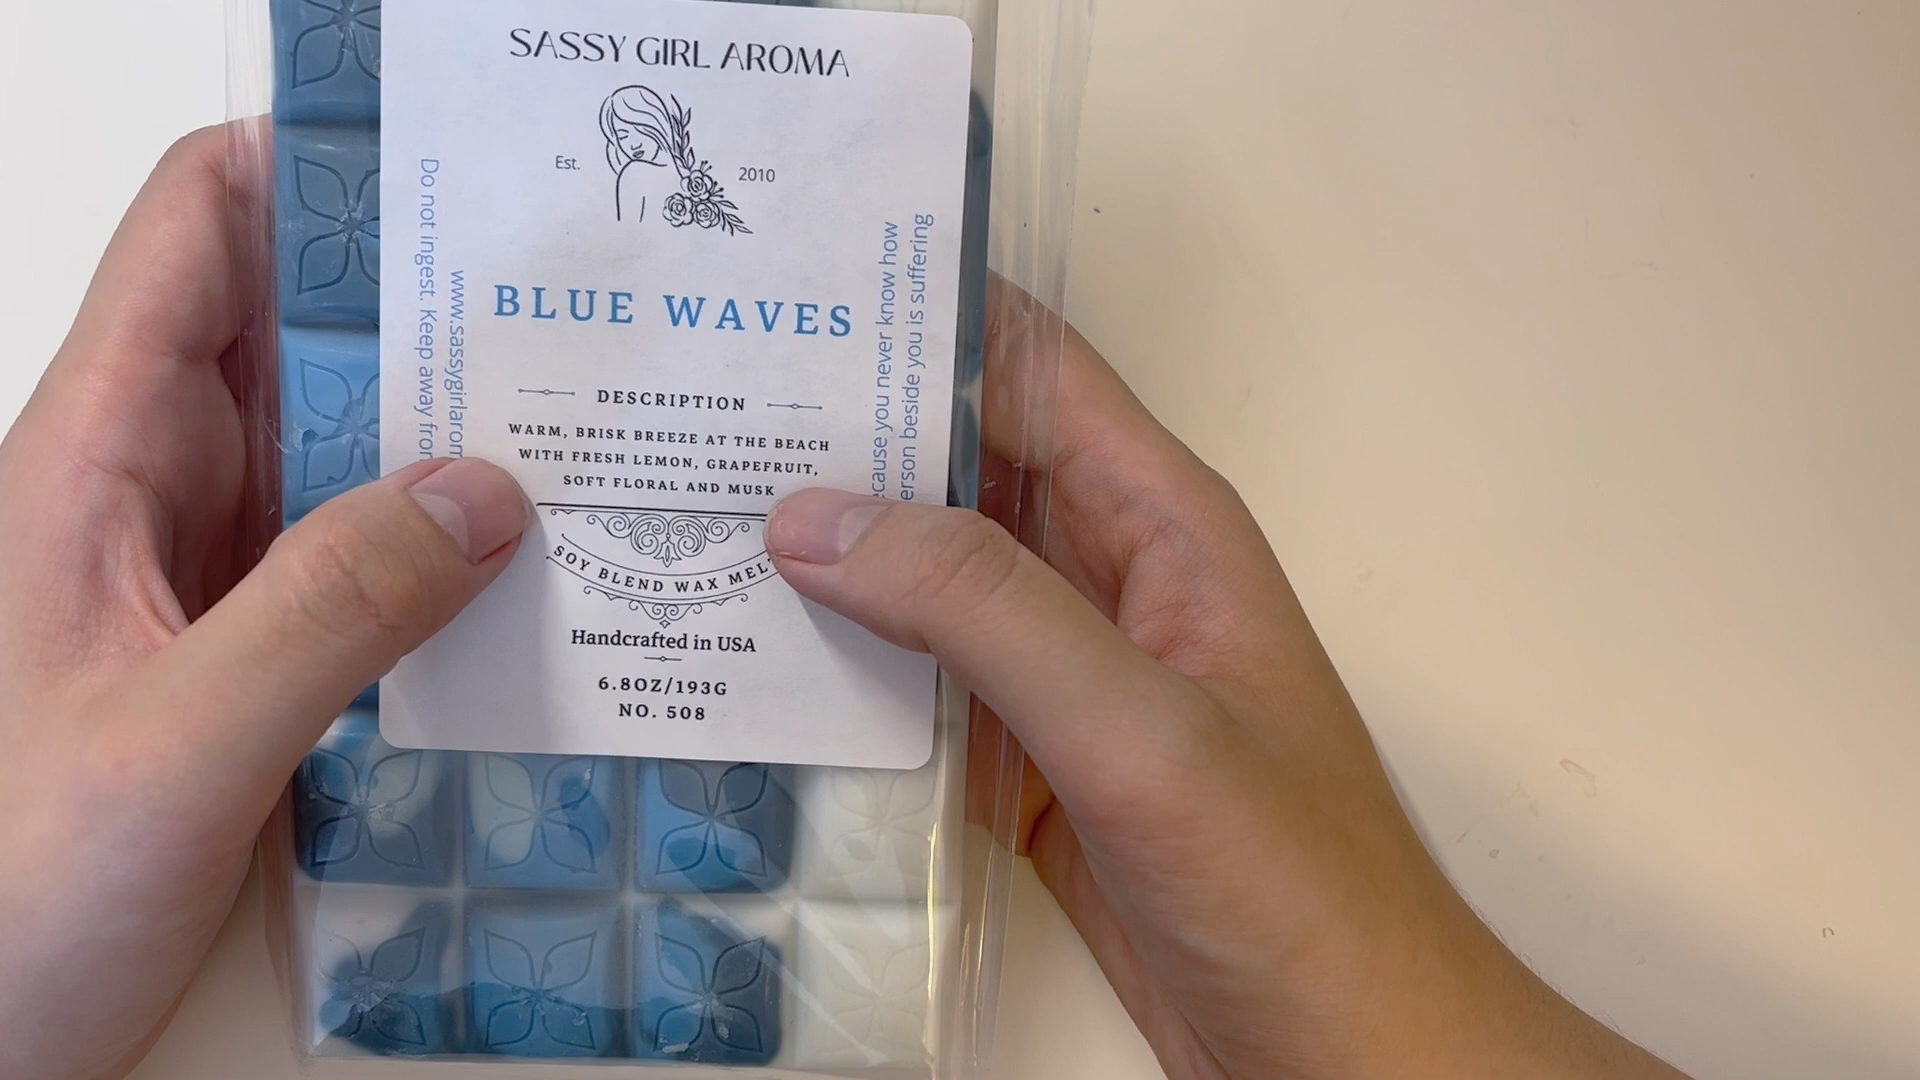 SASSY GIRL AROMA
Est. 2010
BLUE WAVES
DESCRIPTION
WARM, BRISK BREEZE AT THE BEACH
WITH FRESH LEMON, GRAPEFRUIT,
SOFT FLORAL AND MUSK
SOY BLEND WAX MEL
Handcrafted in USA
6.8OZ/193G
NO. 508
www.sassygirlarom
Do not ingest. Keep away from
ecause you never know how
erson beside you is suffering